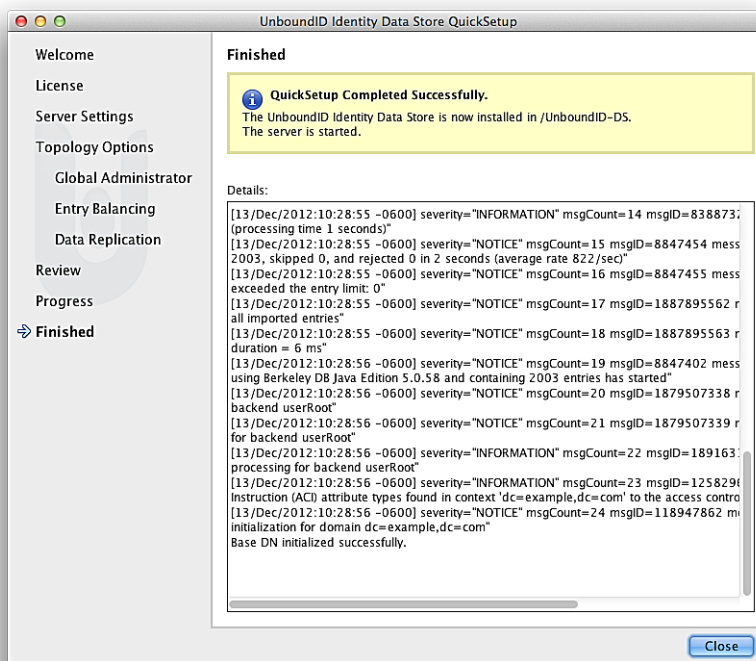 UnboundID Identity Data Store QuickSetup
Welcome
License
Server Settings
Topology Options
Global Administrator
Entry Balancing
Data Replication
Review
Progress
Finished
Finished
QuickSetup Completed Successfully.
The UnboundID Identity Data Store is now installed in /UnboundID-DS.
The server is started.
Details:
[13/Dec/2012:10:28:55 -0600] severity="INFORMATION" msgCount=14 msgID=8388732
(processing time 1 seconds)"
[13/Dec/2012:10:28:55 -0600] severity="NOTICE" msgCount=15 msgID=8847454 mess
2003, skipped 0, and rejected 0 in 2 seconds (average rate 822/sec)"
[13/Dec/2012:10:28:55 -0600] severity="NOTICE" msgCount=16 msgID=8847455 mess
exceeded the entry limit: 0"
[13/Dec/2012:10:28:55 -0600] severity="NOTICE" msgCount=17 msgID=1887895562 r
all imported entries"
[13/Dec/2012:10:28:55 -0600] severity="NOTICE" msgCount=18 msgID=1887895563 r
duration = 6 ms"
[13/Dec/2012:10:28:56 -0600] severity="NOTICE" msgCount=19 msgID=8847402 mess
using Berkeley DB Java Edition 5.0.58 and containing 2003 entries has started"
[13/Dec/2012:10:28:56 -0600] severity="NOTICE" msgCount=20 msgID=1879507338 r
backend userRoot"
[13/Dec/2012:10:28:56 -0600] severity="NOTICE" msgCount=21 msgID=1879507339 r
for backend userRoot"
[13/Dec/2012:10:28:56 -0600] severity="INFORMATION" msgCount=22 msgID=189163
processing for backend userRoot"
[13/Dec/2012:10:28:56 -0600] severity="INFORMATION" msgCount=23 msgID=1258296
Instruction (ACI) attribute types found in context 'dc=example,dc=com' to the access contro
[13/Dec/2012:10:28:56 -0600] severity="NOTICE" msgCount=24 msgID=118947862 me
initialization for domain dc=example,dc=com"
Base DN initialized successfully.
Close